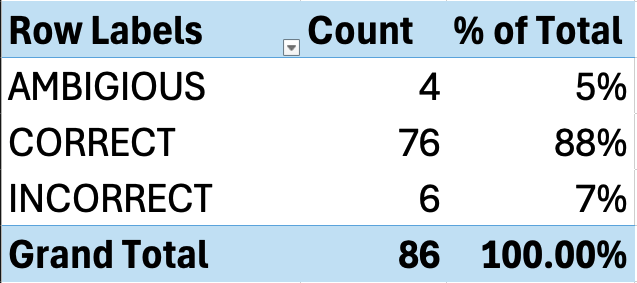 Row Labels Count % of Total
AMBIGIOUS 4 5%
CORRECT 76 88%
INCORRECT 6 7%
Grand Total 86 100.00%